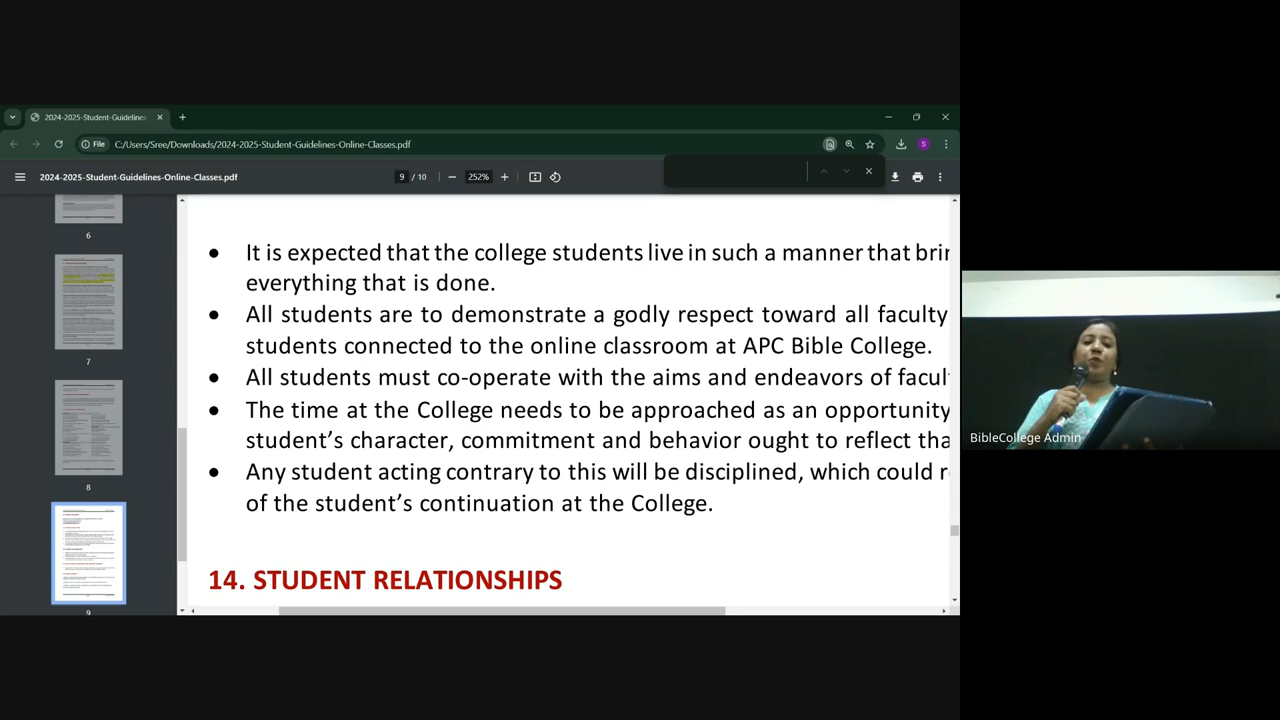 2024-2025-Student-Guidelines
File C:/Users/Sree/Downloads/2024-2025-Student-Guidelines-Online-Classes.pdf
S
2024-2025-Student-Guidelines-Online-Classes.pdf 9 / 10 252%
6
7
8
9
It is expected that the college students live in such a manner that
everything that is done.
All students are to demonstrate a godly respect toward all faculty
students connected to the online classroom at APC Bible College.
All students must co-operate with the aims and endeavors of
The time at the College needs to be approached as an opportunity
student's character, commitment and behavior ought to reflect
Any student acting contrary to this will be disciplined, which could
of the student's continuation at the College.
14. STUDENT RELATIONSHIPS
BibleCollege Admin